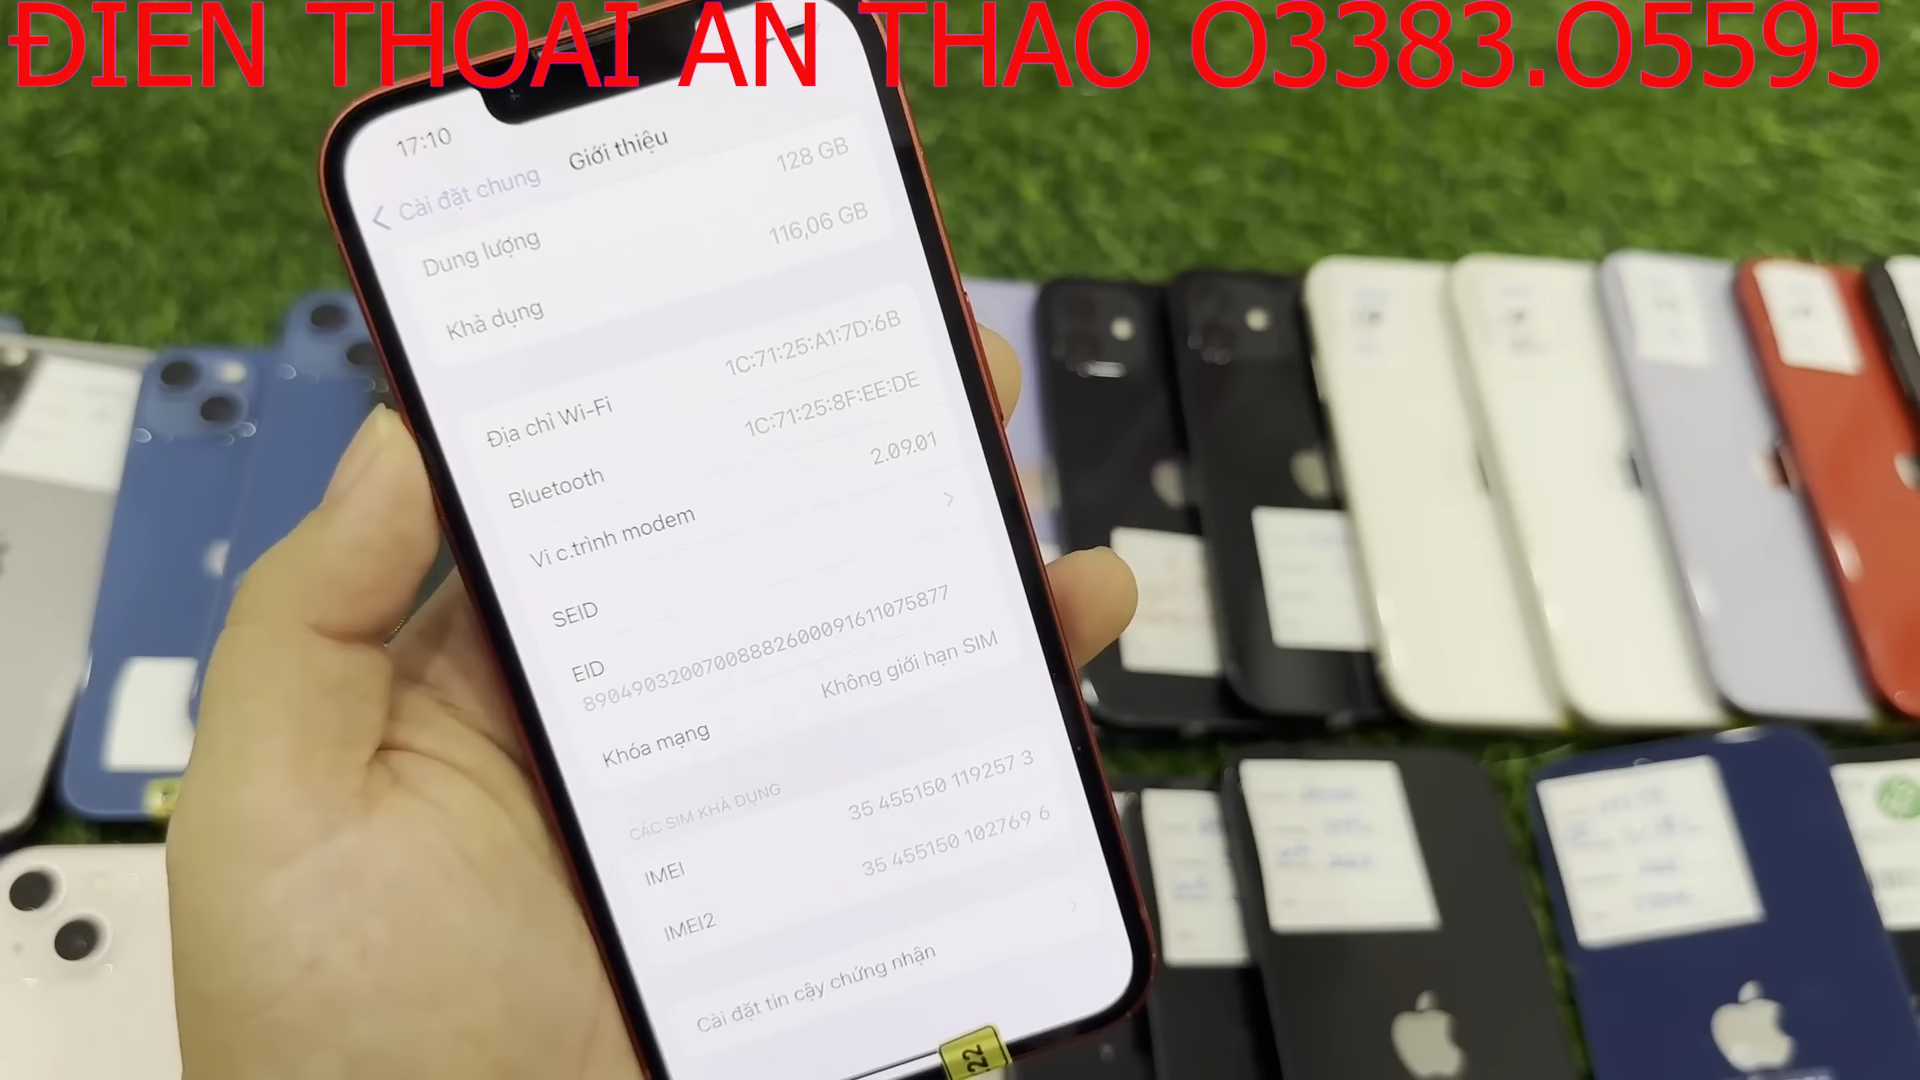 ĐIEN THOAI AN THAO O3383.O5595
17:10
Cài đặt chung
Giới thiệu
Dung lượng 128 GB
Khả dụng 116,06 GB
Địa chỉ Wi-Fi 1C:71:25:A1:7D:6B
Bluetooth 1C:71:25:8F:EE:DE
Vi c.trình modem 2.09.01
SEID
EID
89049032007008882600091611075877
Khóa mạng Không giới hạn SIM
CÁC SIM KHẢ DỤNG
IMEI 35 455150 119257 3
IMEI2 35 455150 102769 6
Cài đặt tin cậy chứng nhận
22